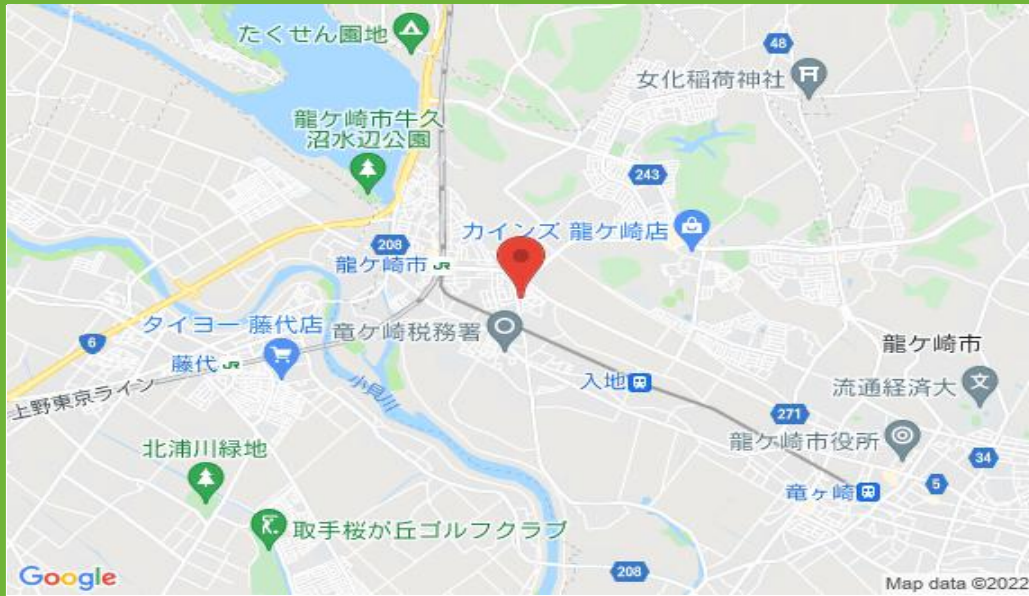 たくせん園地
48
女化稲荷神社
龍ケ崎市牛久
沼水辺公園
243
208
カインズ 龍ケ崎店
龍ケ崎市 JR
6
タイヨー 藤代店
竜ケ崎税務署
龍ケ崎市
藤代 JR
上野東京ライン
小貝川
入地
流通経済大
271
龍ケ崎市役所
北浦川緑地
34
5
竜ヶ崎
取手桜が丘ゴルフクラブ
208
Google
Map data ©2022